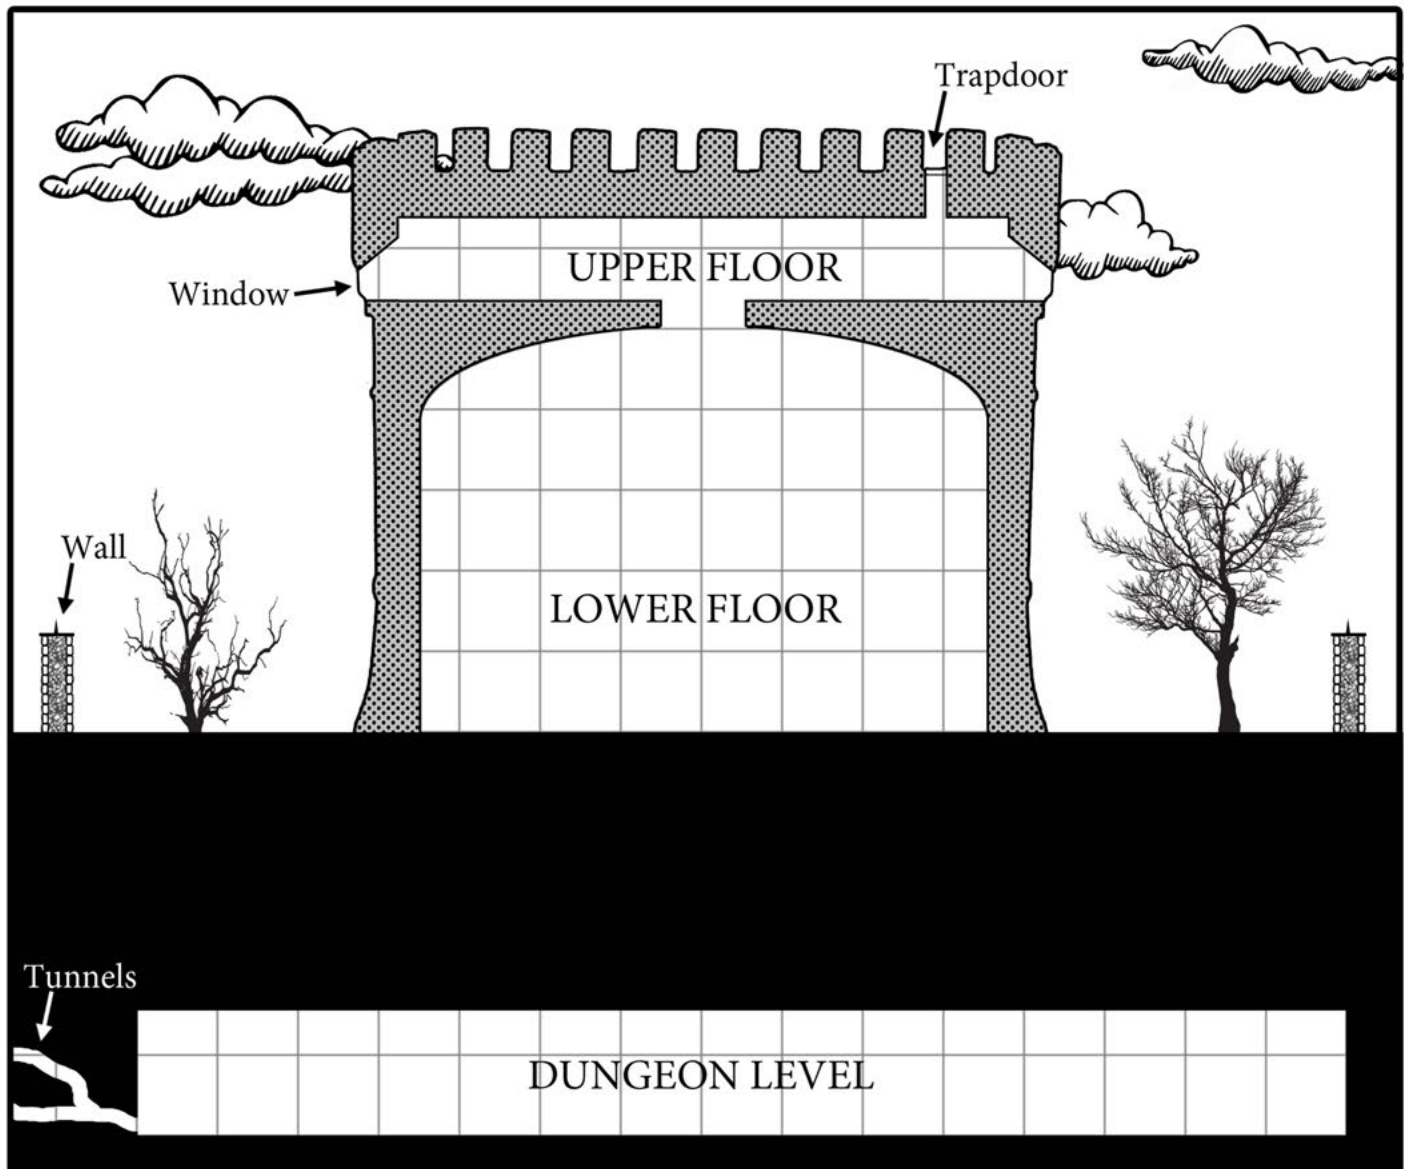 Trapdoor
UPPER FLOOR
Window
Wall
LOWER FLOOR
Tunnels
DUNGEON LEVEL